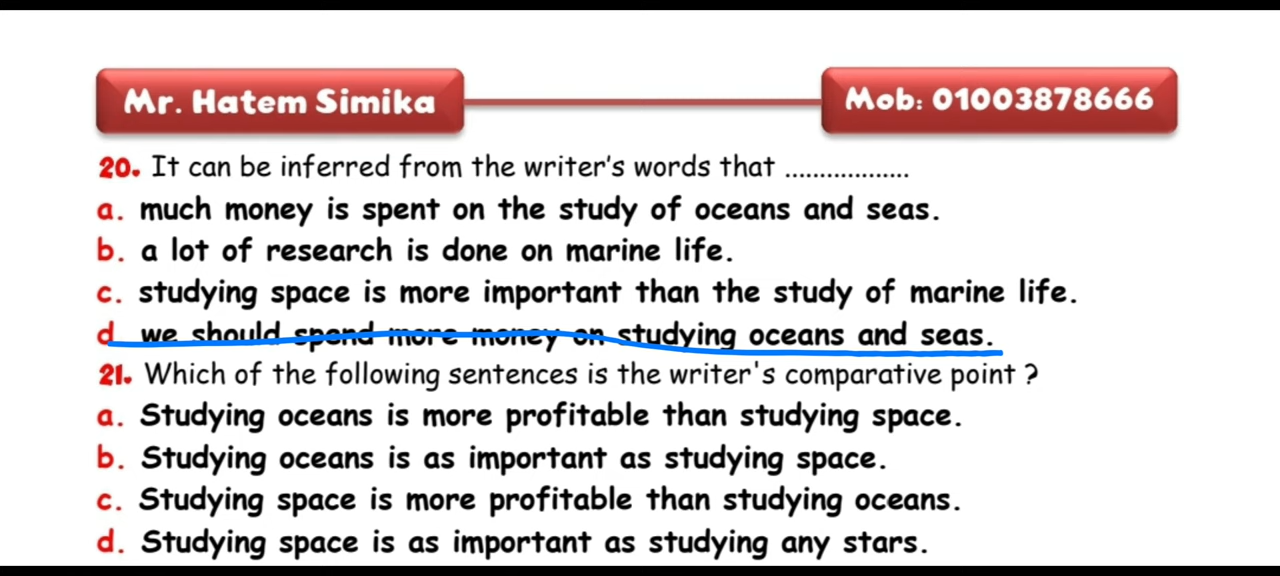 Mr. Hatem Simika
Mob: 01003878666
20. It can be inferred from the writer's words that ..................
a. much money is spent on the study of oceans and seas.
b. a lot of research is done on marine life.
c. studying space is more important than the study of marine life.
d. we should spend more money on studying oceans and seas.
21. Which of the following sentences is the writer's comparative point ?
a. Studying oceans is more profitable than studying space.
b. Studying oceans is as important as studying space.
c. Studying space is more profitable than studying oceans.
d. Studying space is as important as studying any stars.